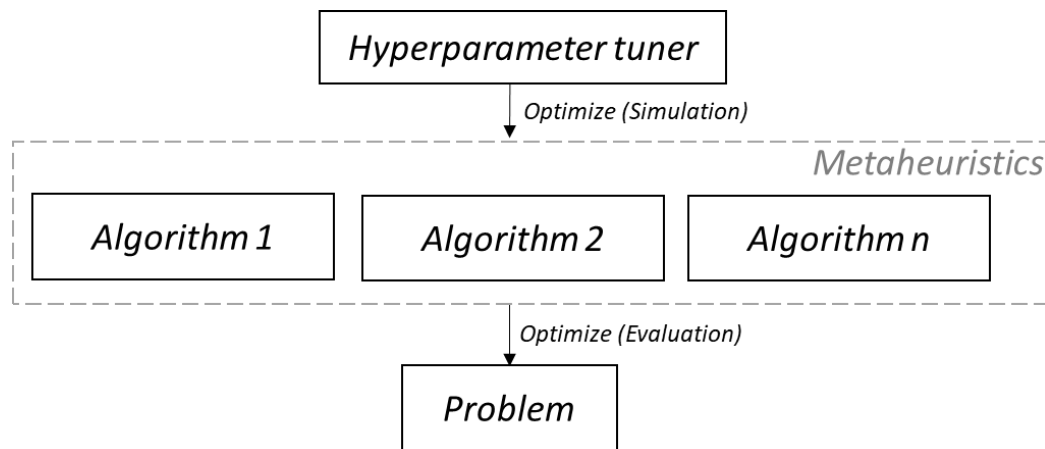 Hyperparameter tuner
Optimize (Simulation)
Metaheuristics
Algorithm 1
Algorithm 2
Algorithm n
Optimize (Evaluation)
Problem